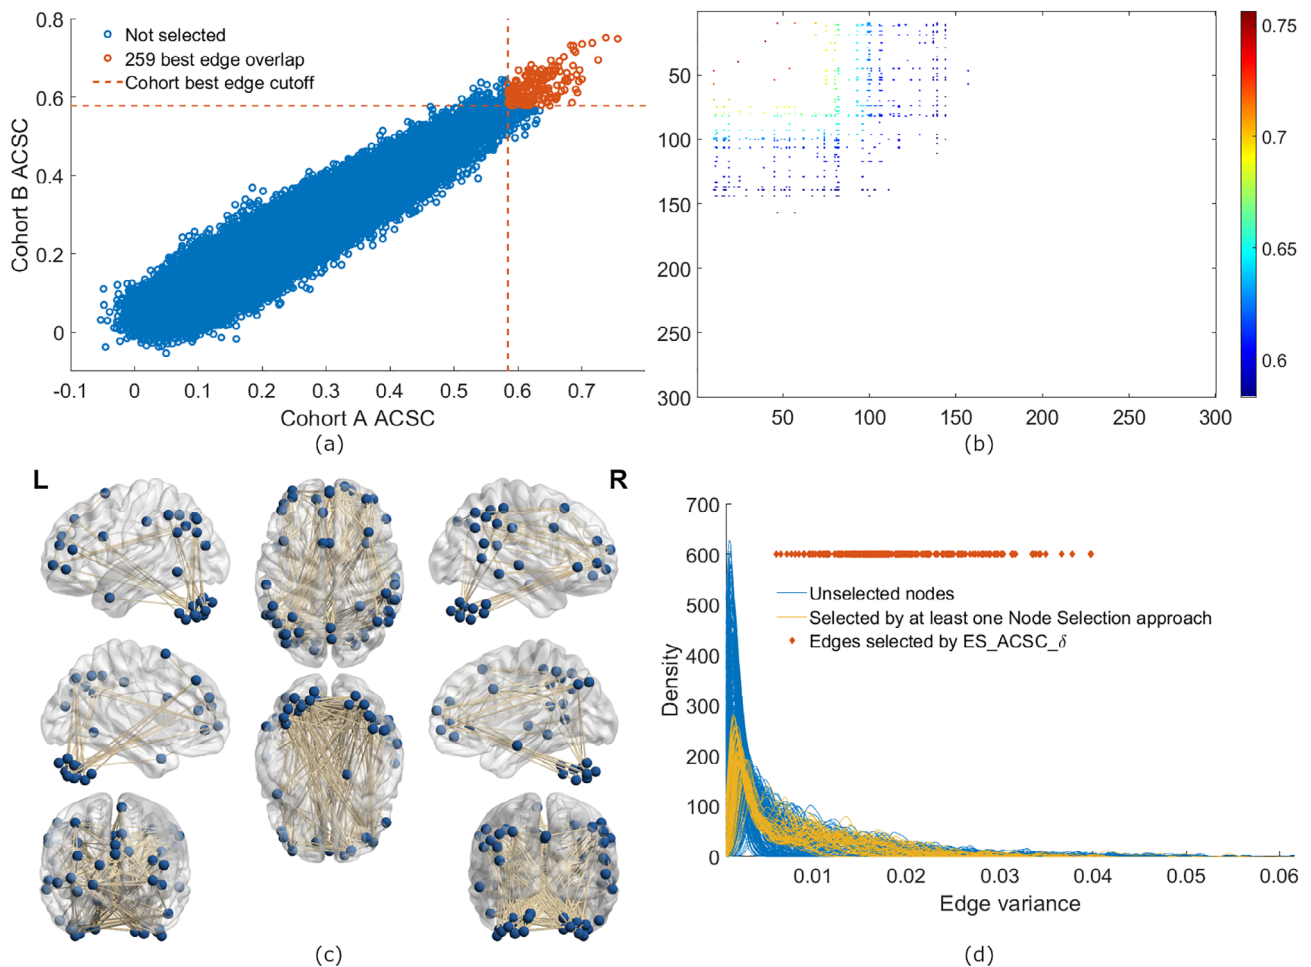 0.8
0.6
0.4
0.2
0
Cohort B ACSC
Not selected
259 best edge overlap
Cohort best edge cutoff
-0.1 0 0.1 0.2 0.3 0.4 0.5 0.6 0.7
Cohort A ACSC
(a)
50
100
150
200
250
300
50 100 150 200 250 300
0.75
0.7
0.65
0.6
(b)
L
R
(c)
700
600
500
400
300
200
100
0
Density
Unselected nodes
Selected by at least one Node Selection approach
Edges selected by ES_ACSC_δ
0.01 0.02 0.03 0.04 0.05 0.06
Edge variance
(d)